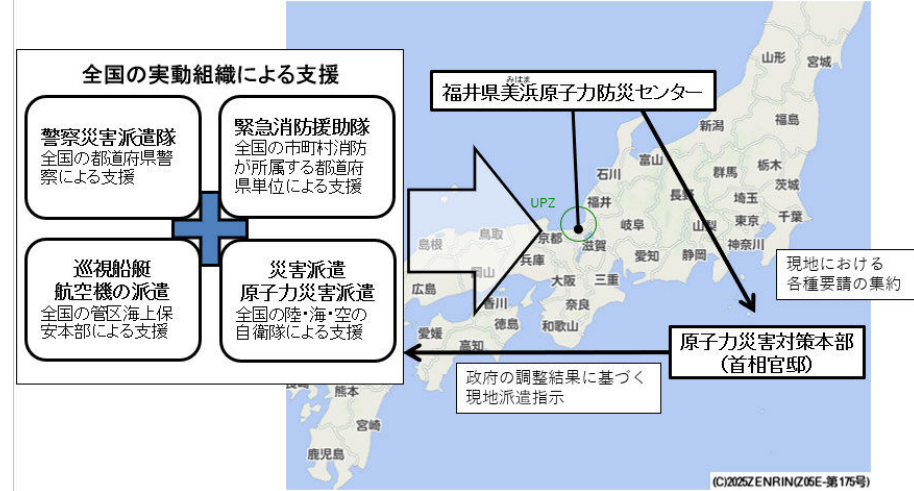 全国の実動組織による支援
警察災害派遣隊
全国の都道府県警
察による支援
緊急消防援助隊
全国の市町村消防
が所属する都道府
県単位による支援
巡視船艇
航空機の派遣
全国の管区海上保
安本部による支援
災害派遣
原子力災害派遣
全国の陸・海・空の
自衛隊による支援
みはま
福井県美浜原子力防災センター
UPZ
現地における
各種要請の集約
原子力災害対策本部
(首相官邸)
政府の調整結果に基づく
現地派遣指示
山形
宮城
新潟
福島
石川
富山
群馬
栃木
茨城
福井
長野
埼玉
岐阜
山梨
東京
千葉
神奈川
島根
鳥取
京都
滋賀
愛知
静岡
兵庫
岡山
広島
大阪
三重
香川
奈良
徳島
和歌山
愛媛
高知
熊本
宮崎
鹿児島
(C)2025ZENRIN(Z05E-第175号)